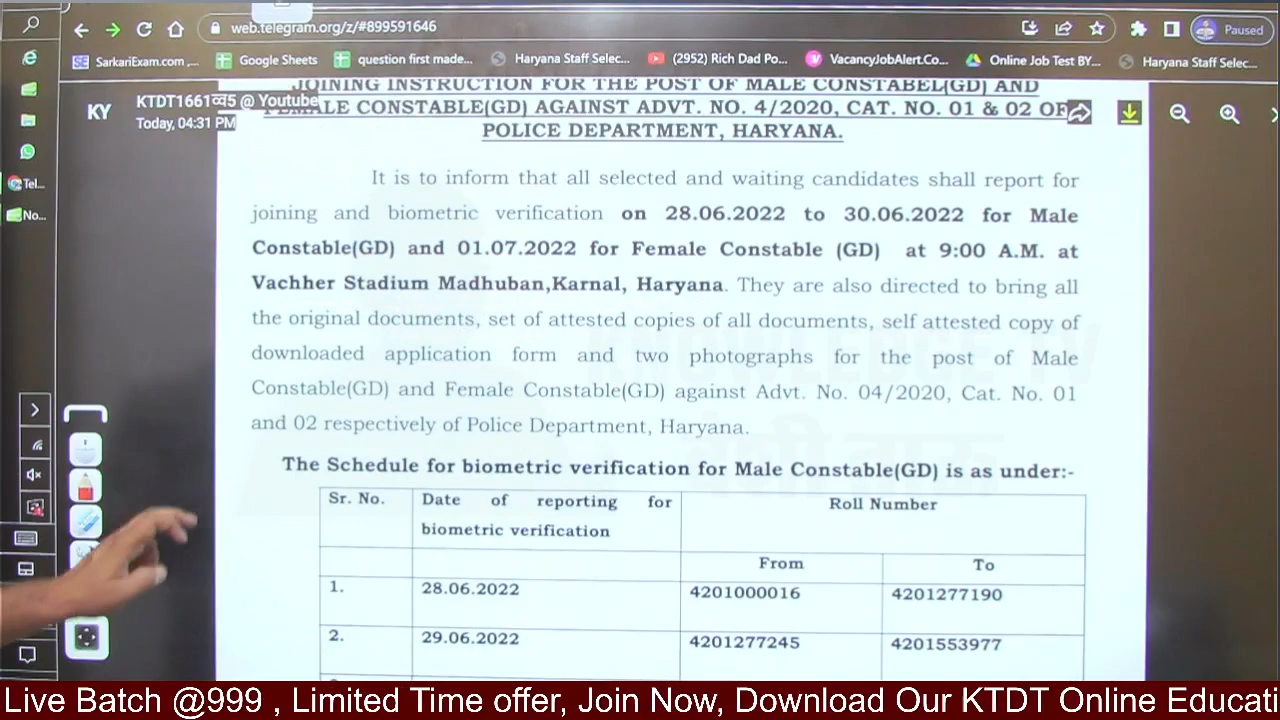 web.telegram.org/z/#899591646
Paused
SarkariExam.com ,...
Google Sheets
question first made...
Haryana Staff Selec...
(2952) Rich Dad Po...
VacancyJobAlert.Co...
Online Job Test BY...
Haryana Staff Selec...
KY
KTDT1661क्व5 @ Youtube
Today, 04:31 PM
Tel...
No...
JOINING INSTRUCTION FOR THE POST OF MALE CONSTABEL(GD) AND
FEMALE CONSTABLE(GD) AGAINST ADVT. NO. 4/2020, CAT. NO. 01 & 02 OF
POLICE DEPARTMENT, HARYANA.
It is to inform that all selected and waiting candidates shall report for
joining and biometric verification on 28.06.2022 to 30.06.2022 for Male
Constable(GD) and 01.07.2022 for Female Constable (GD) at 9:00 A.M. at
Vachher Stadium Madhuban,Karnal, Haryana. They are also directed to bring all
the original documents, set of attested copies of all documents, self attested copy of
downloaded application form and two photographs for the post of Male
Constable(GD) and Female Constable(GD) against Advt. No. 04/2020, Cat. No. 01
and 02 respectively of Police Department, Haryana.
The Schedule for biometric verification for Male Constable(GD) is as under:-
Sr. No. Date of reporting for Roll Number
biometric verification
From To
1. 28.06.2022 4201000016 4201277190
2. 29.06.2022 4201277245 4201553977
Live Batch @999 , Limited Time offer, Join Now, Download Our KTDT Online Educati